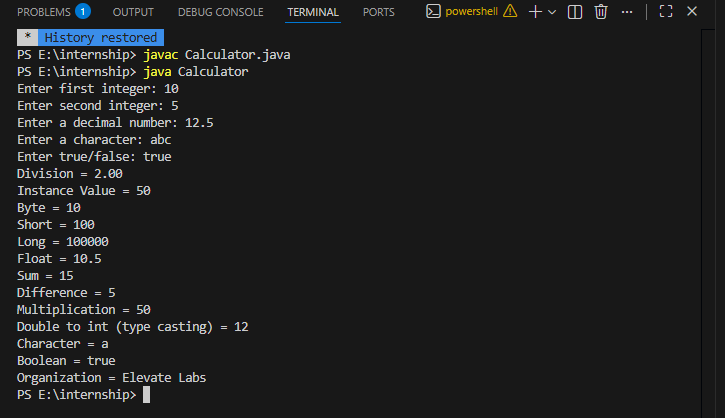 PROBLEMS 1 OUTPUT DEBUG CONSOLE TERMINAL PORTS powershell
* History restored
PS E:\internship> javac Calculator.java
PS E:\internship> java Calculator
Enter first integer: 10
Enter second integer: 5
Enter a decimal number: 12.5
Enter a character: abc
Enter true/false: true
Division = 2.00
Instance Value = 50
Byte = 10
Short = 100
Long = 100000
Float = 10.5
Sum = 15
Difference = 5
Multiplication = 50
Double to int (type casting) = 12
Character = a
Boolean = true
Organization = Elevate Labs
PS E:\internship>